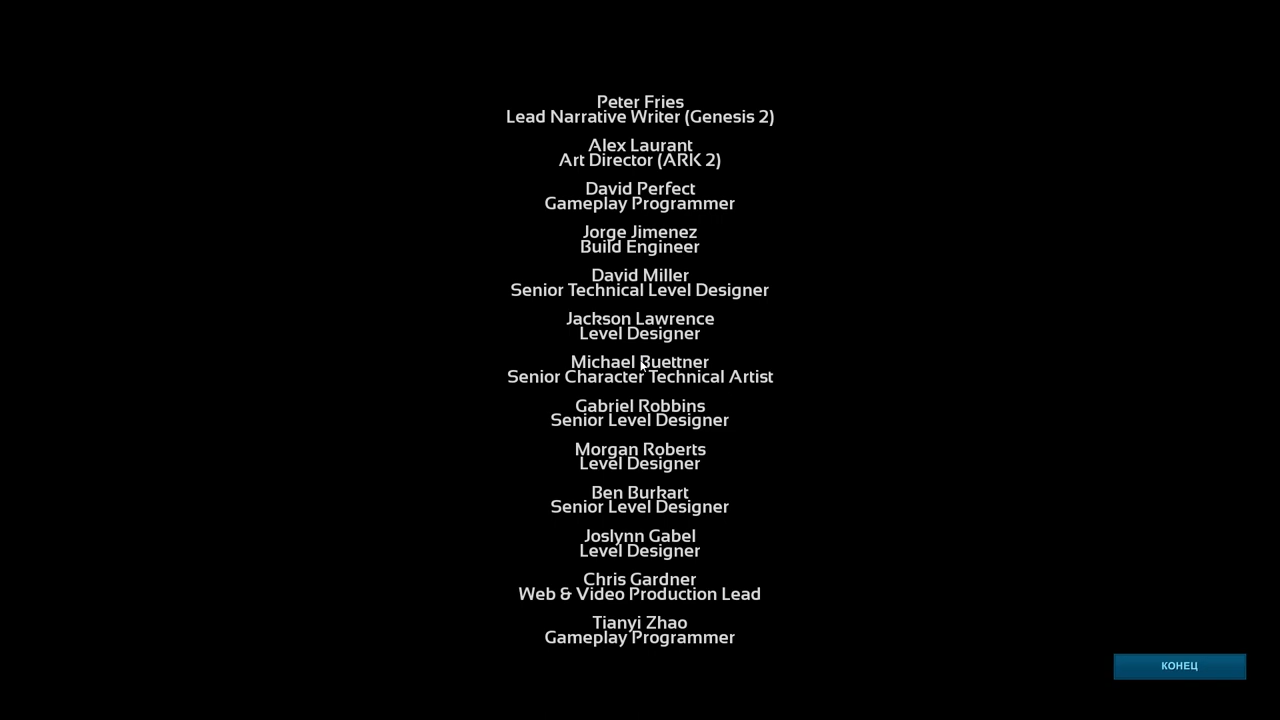 Peter Fries
Lead Narrative Writer (Genesis 2)
Alex Laurant
Art Director (ARK 2)
David Perfect
Gameplay Programmer
Jorge Jimenez
Build Engineer
David Miller
Senior Technical Level Designer
Jackson Lawrence
Level Designer
Michael Buettner
Senior Character Technical Artist
Gabriel Robbins
Senior Level Designer
Morgan Roberts
Level Designer
Ben Burkart
Senior Level Designer
Joslynn Gabel
Level Designer
Chris Gardner
Web & Video Production Lead
Tianyi Zhao
Gameplay Programmer
КОНЕЦ